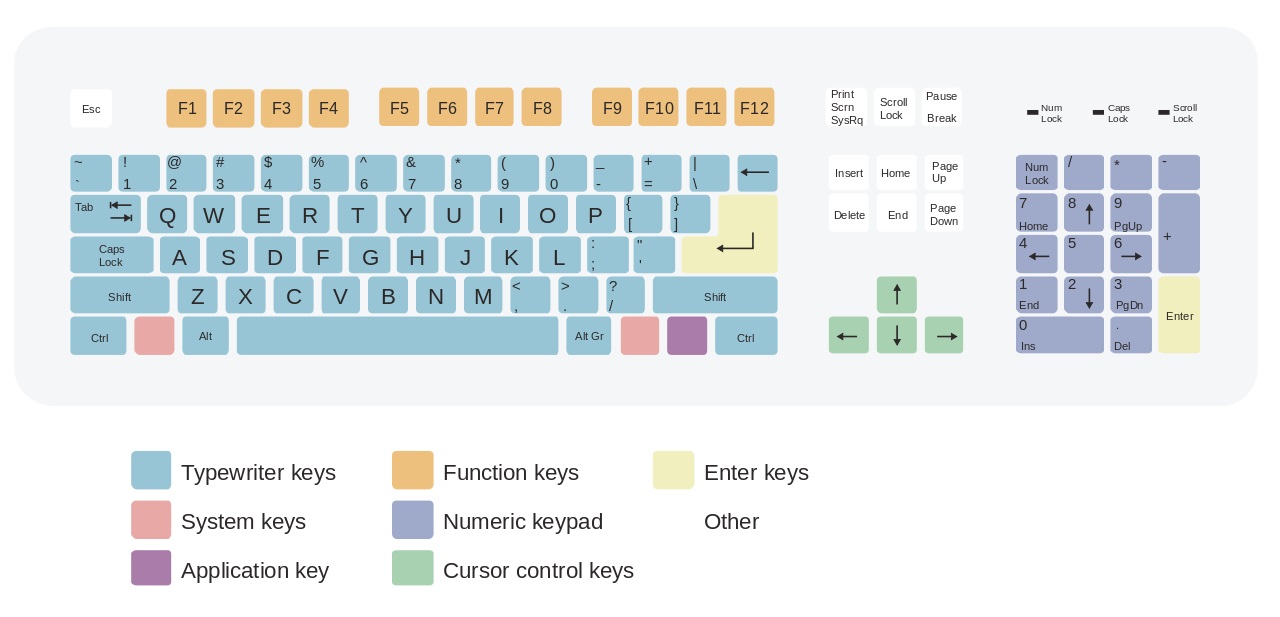 Esc F1 F2 F3 F4 F5 F6 F7 F8 F9 F10 F11 F12
Print
Scrn
SysRq
Scroll
Lock
Pause
Break
Num
Lock
Caps
Lock
Scroll
Lock
~ ! @ # $ % ^ & * ( ) _ + |
` 1 2 3 4 5 6 7 8 9 0 - = \
Insert Home Page
Up
Num
Lock
/ * -
Tab Q W E R T Y U I O P { }
[ ]
Delete End Page
Down
7 8 9
Home PgUp
+
Caps
Lock
A S D F G H J K L : "
; '
4 5 6
Shift Z X C V B N M < > ? Shift
, . /
1 2 3
End PgDn
Enter
Ctrl Alt Alt Gr Ctrl
0 .
Ins Del
Typewriter keys
Function keys
Enter keys
System keys
Numeric keypad
Other
Application key
Cursor control keys